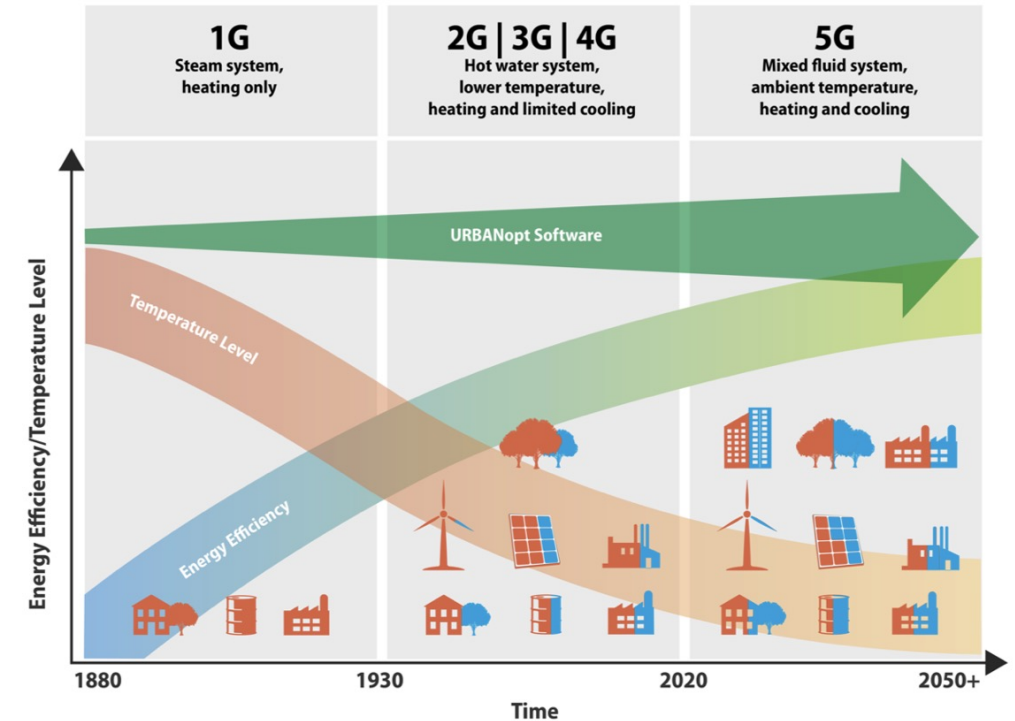 1G
Steam system,
heating only
2G | 3G | 4G
Hot water system,
lower temperature,
heating and limited cooling
5G
Mixed fluid system,
ambient temperature,
heating and cooling
Energy Efficiency/Temperature Level
URBANopt Software
Temperature Level
Energy Efficiency
1880
1930
2020
2050+
Time